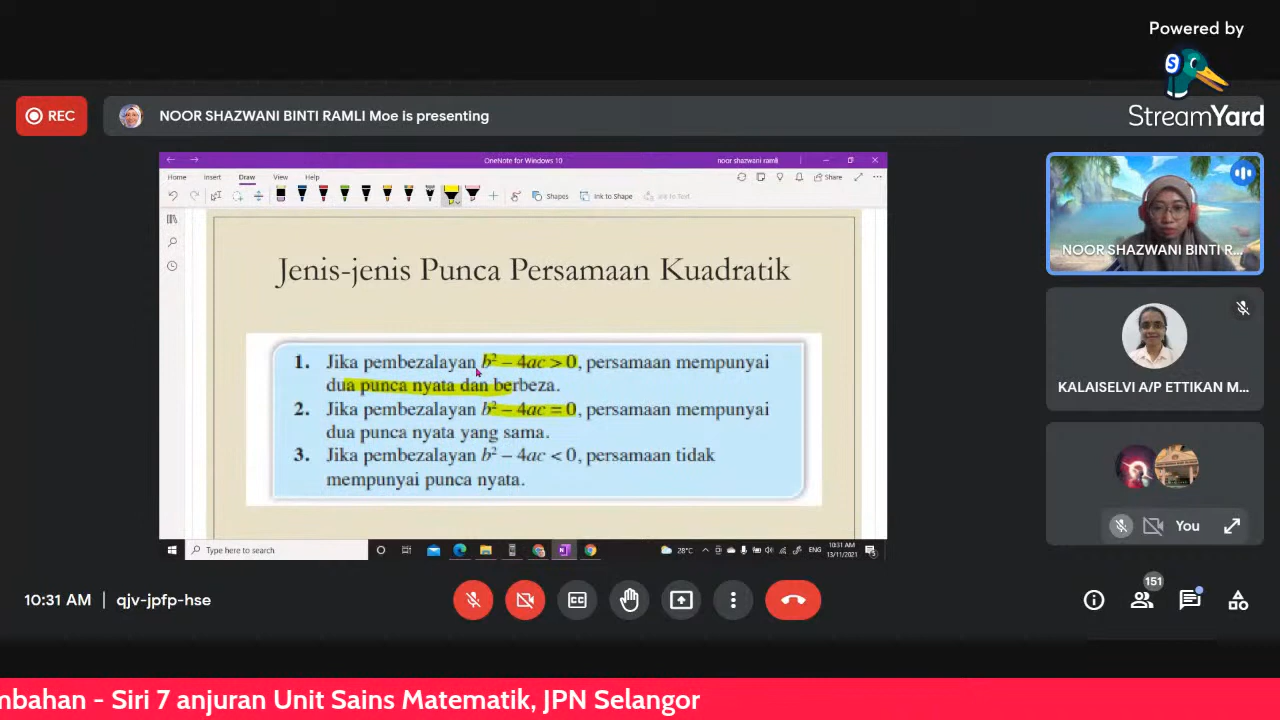 Powered by
S
StreamYard
REC
NOOR SHAZWANI BINTI RAMLI Moe is presenting
OneNote for Windows 10
noor shazwani ramli
Home Insert Draw View Help
Share
Shapes
Ink to Shape
Ink to Text
Jenis-jenis Punca Persamaan Kuadratik
1. Jika pembezalayan b² – 4ac > 0, persamaan mempunyai
dua punca nyata dan berbeza.
2. Jika pembezalayan b² – 4ac = 0, persamaan mempunyai
dua punca nyata yang sama.
3. Jika pembezalayan b² – 4ac < 0, persamaan tidak
mempunyai punca nyata.
Type here to search
28°C
ENG
10:31 AM
13/11/2021
NOOR SHAZWANI BINTI R...
KALAISELVI A/P ETTIKAN M...
You
10:31 AM | qjv-jpfp-hse
151
mbahan - Siri 7 anjuran Unit Sains Matematik, JPN Selangor